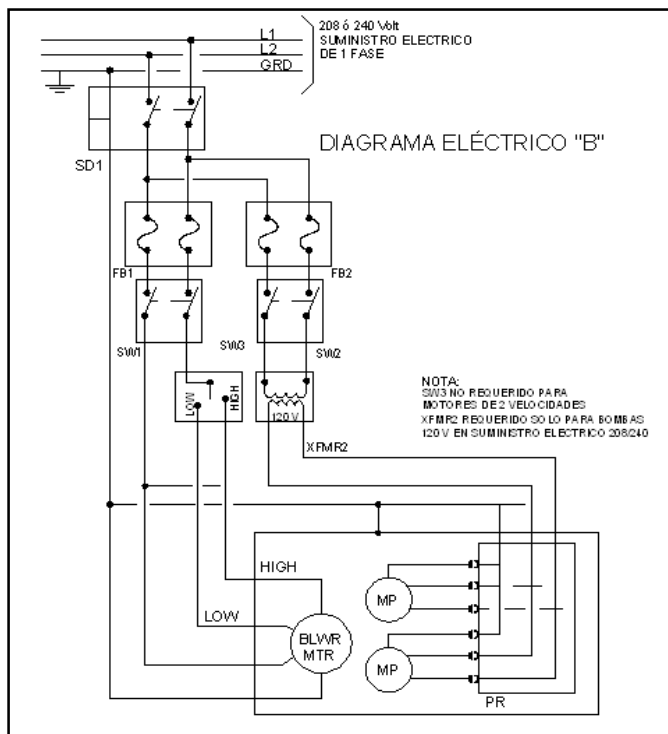 L1
L2
GRD
208 ó 240 Volt
SUMINISTRO ELECTRICO
DE 1 FASE
DIAGRAMA ELÉCTRICO "B"
SD1
FB1
FB2
SW1
SW3
SW2
LOW
HIGH
120 V
XFMR2
NOTA:
SW3 NO REQUERIDO PARA
MOTORES DE 2 VELOCIDADES
XFMR2 REQUERIDO SOLO PARA BOMBAS
120 V EN SUMINISTRO ELECTRICO 208/240
HIGH
LOW
BLWR
MTR
MP
MP
PR